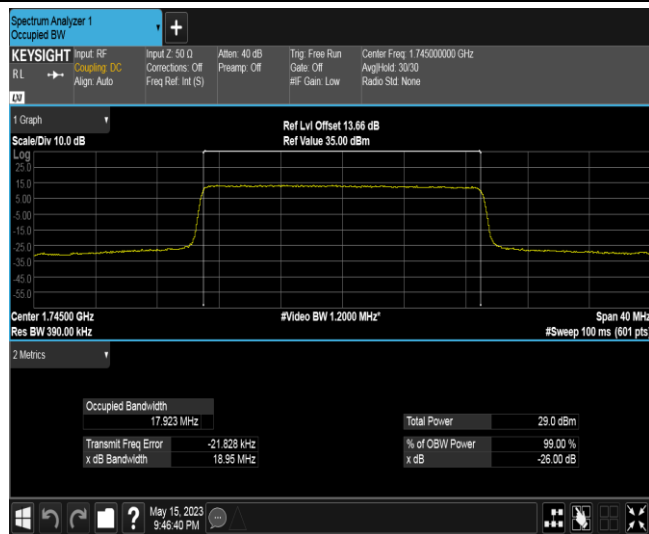 Spectrum Analyzer 1
Occupied BW
KEYSIGHT Input: RF Input Z: 50 Ω Atten: 40 dB Trig: Free Run Center Freq: 1.745000000 GHz
RL Coupling: DC Corrections: Off Preamp: Off Gate: Off Avg|Hold: 30/30
Align: Auto Freq Ref: Int (S) #IF Gain: Low Radio Std: None
LXI
1 Graph
Ref Lvl Offset 13.66 dB
Scale/Div 10.0 dB Ref Value 35.00 dBm
Log
25.0
15.0
5.00
-5.00
-15.0
-25.0
-35.0
-45.0
-55.0
Center 1.74500 GHz #Video BW 1.2000 MHz* Span 40 MHz
Res BW 390.00 kHz #Sweep 100 ms (601 pts)
2 Metrics
Occupied Bandwidth
17.923 MHz Total Power 29.0 dBm
Transmit Freq Error -21.828 kHz % of OBW Power 99.00 %
x dB Bandwidth 18.95 MHz x dB -26.00 dB
? May 15, 2023
9:46:40 PM